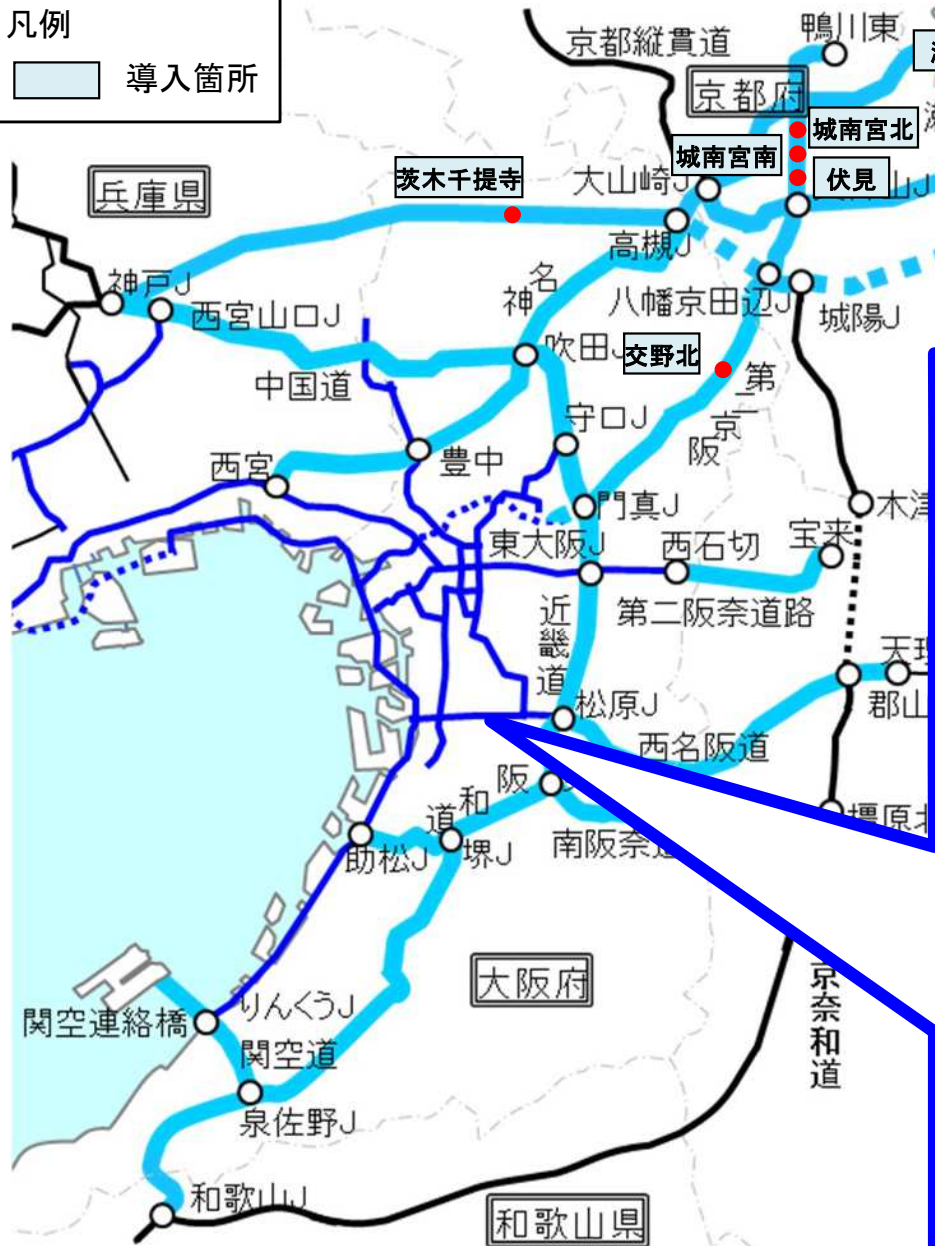 凡例
導入箇所
鴨川東
京都縦貫道
京都府
城南宮北
城南宮南
伏見
茨木千提寺
大山崎J
兵庫県
高槻J
神戸J
名神
八幡京田辺J
城陽J
西宮山口J
吹田J
交野北
中国道
第二京阪
守口J
豊中
西宮
門真J
木津
東大阪J
西石切
宝来
近畿道
第二阪奈道路
天理
郡山
松原J
西名阪道
阪和道
橿原北
南阪奈道
助松J
堺J
大阪府
りんくうJ
関空連絡橋
関空道
京奈和道
泉佐野J
和歌山J
和歌山県